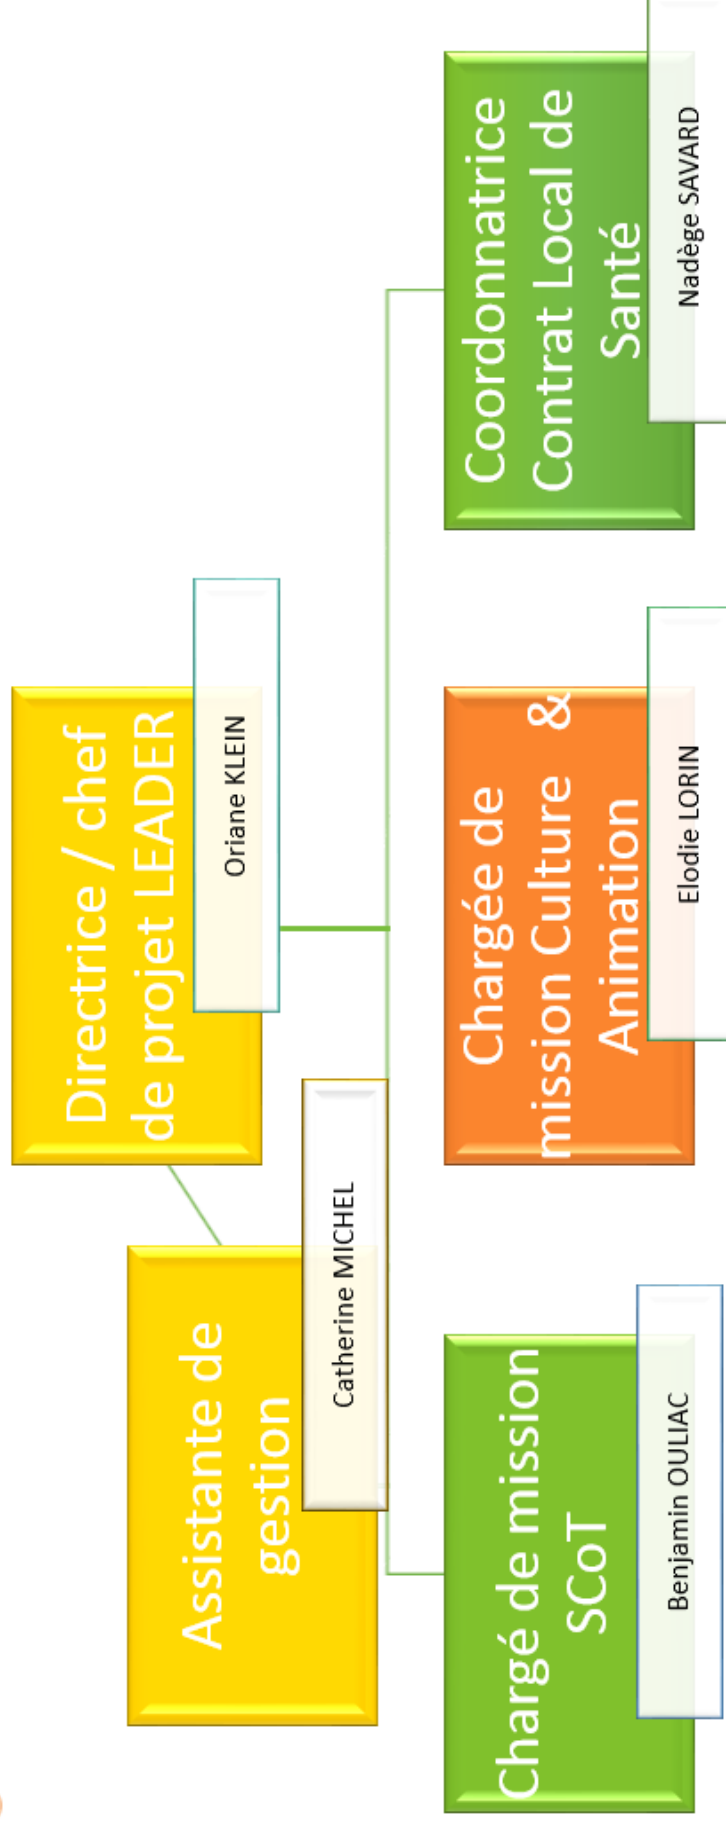 Directrice / chef
de projet LEADER
Oriane KLEIN
Assistante de
gestion
Catherine MICHEL
Chargé de mission
SCoT
Benjamin OULIAC
Chargée de
mission Culture &
Animation
Elodie LORIN
Coordonnatrice
Contrat Local de
Santé
Nadège SAVARD